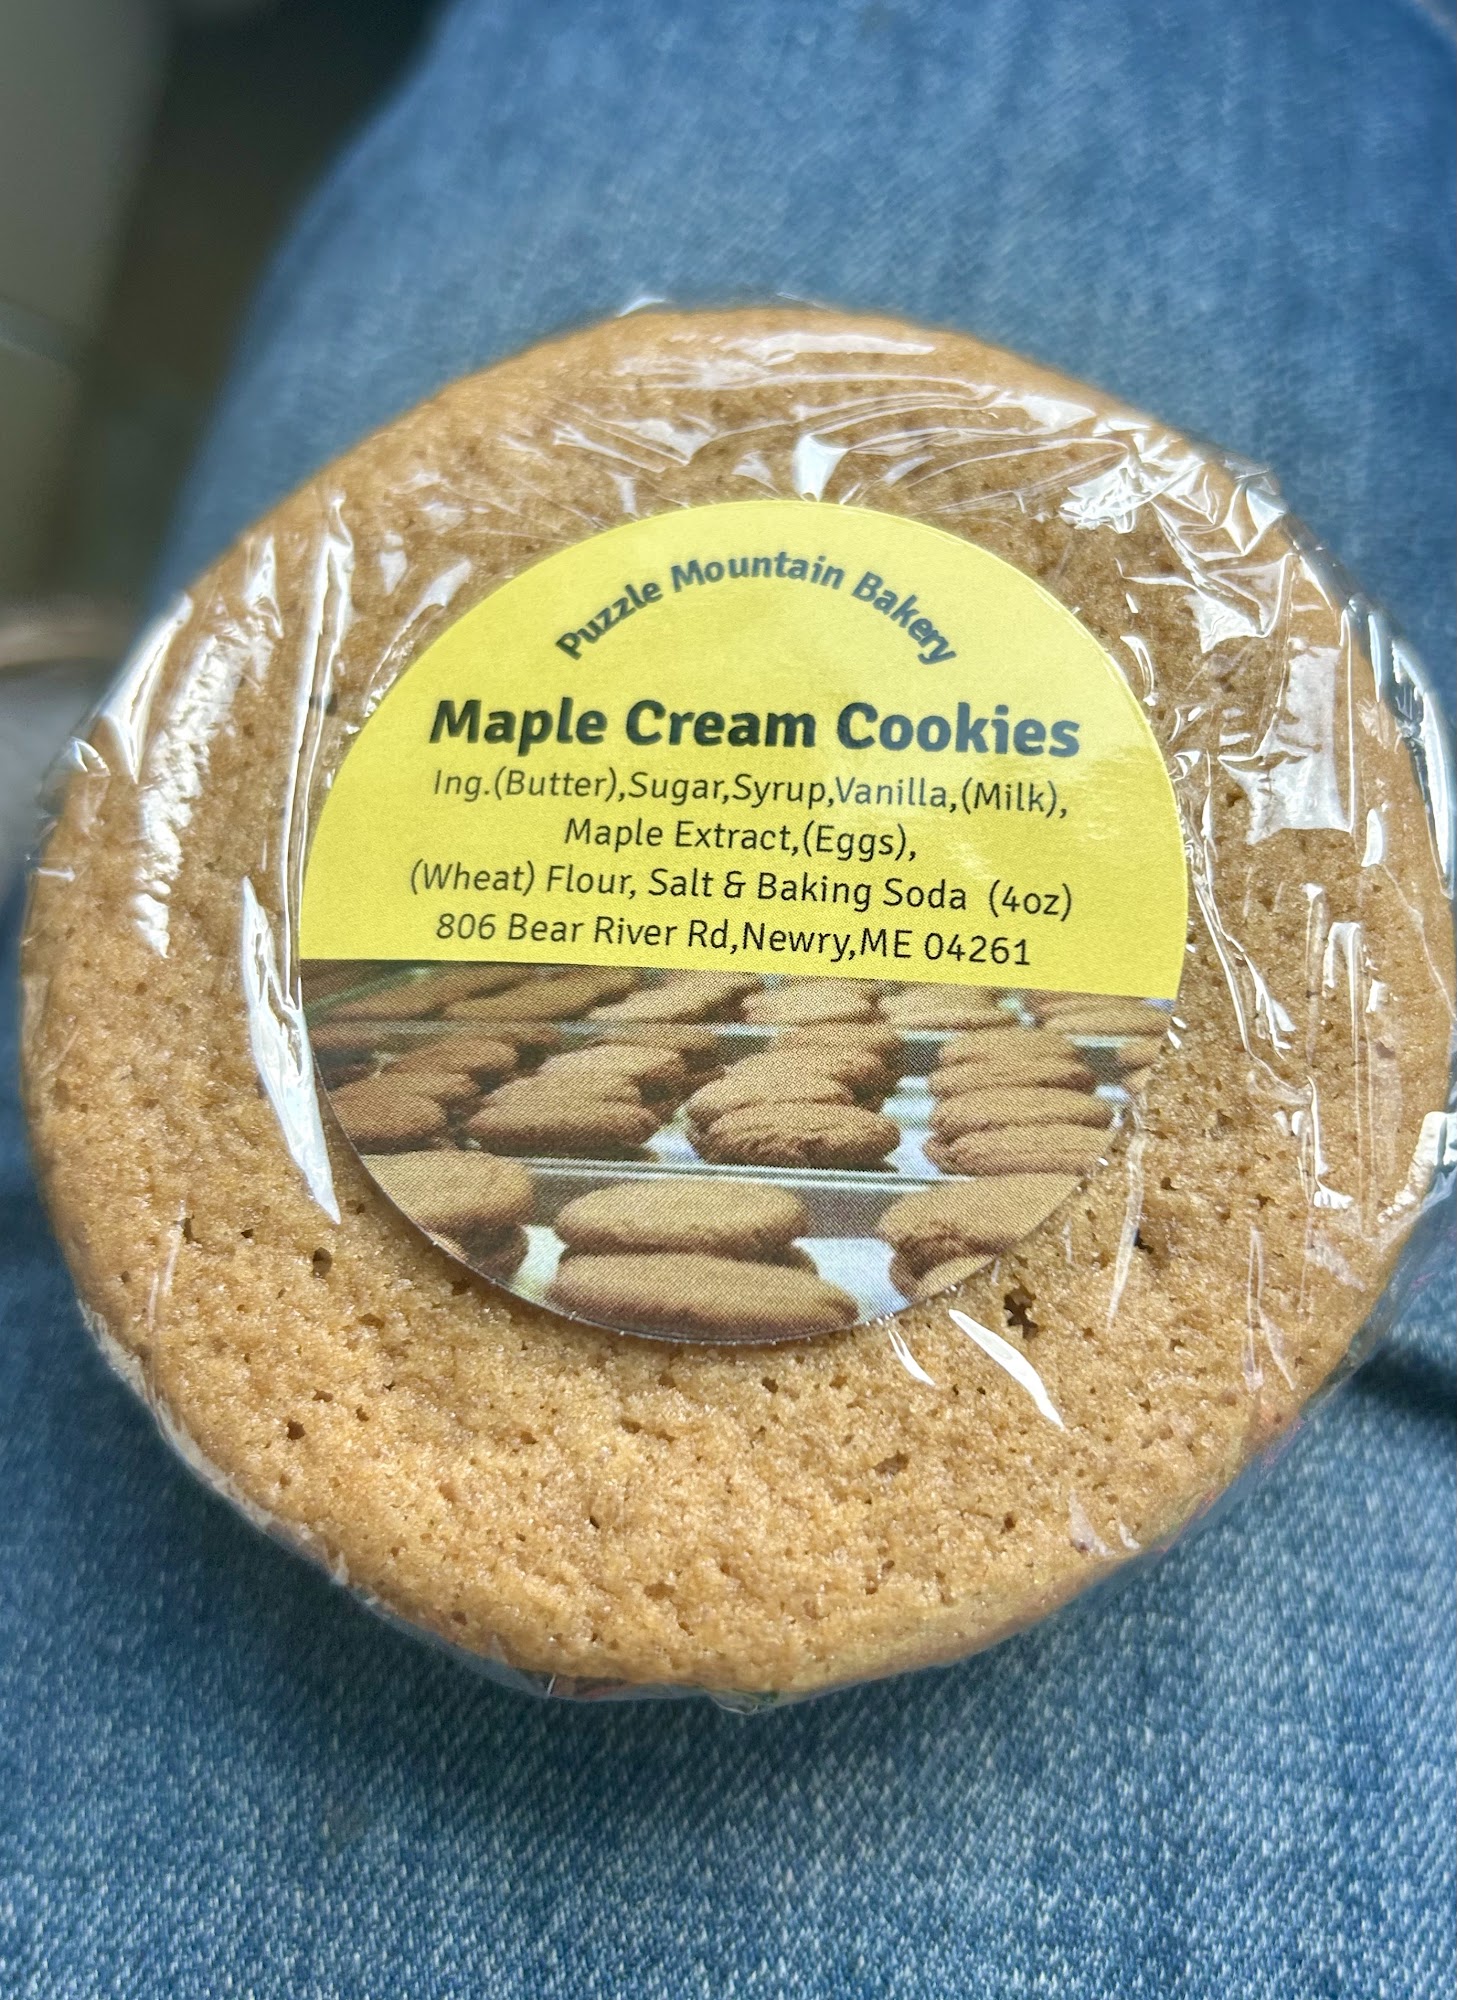 Puzzle Mountain Bakery
Maple Cream Cookies
Ing.(Butter),Sugar,Syrup,Vanilla,(Milk),
Maple Extract,(Eggs),
(Wheat) Flour, Salt & Baking Soda (4oz)
806 Bear River Rd,Newry,ME 04261